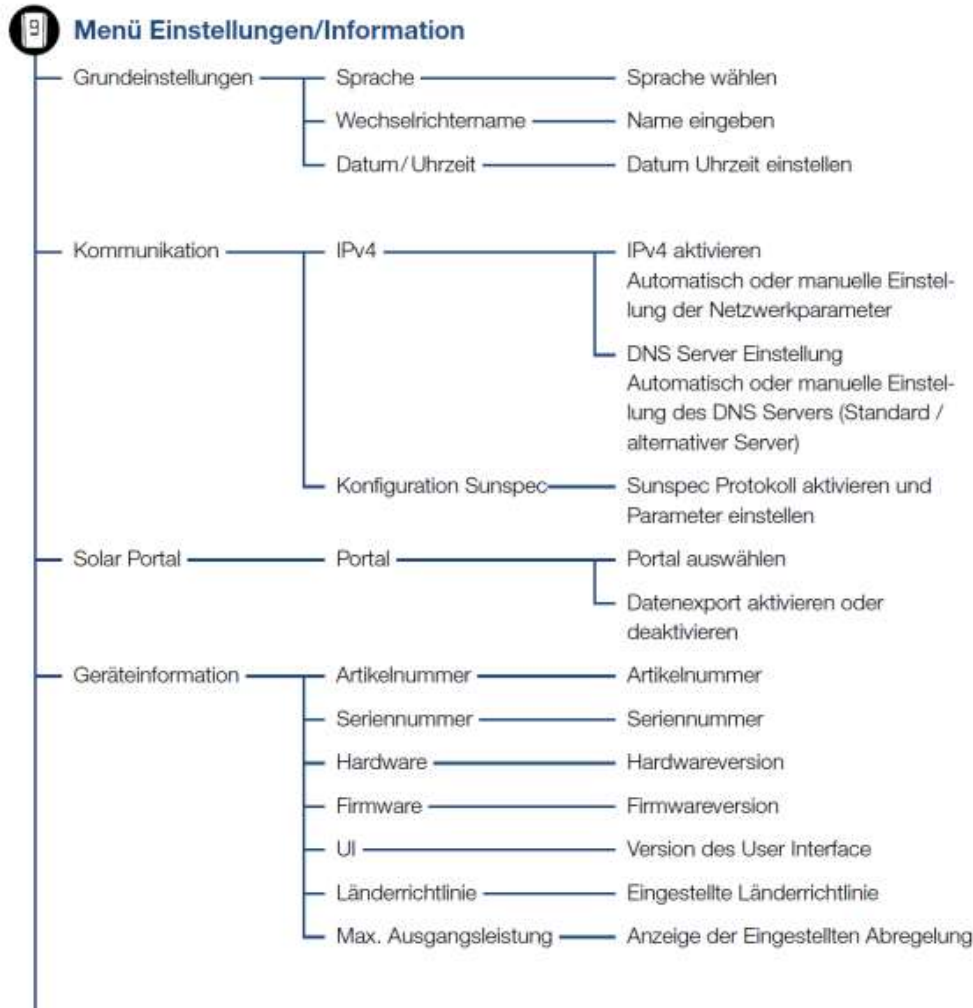 Menü Einstellungen/Information
Grundeinstellungen Sprache Sprache wählen
Wechselrichtername Name eingeben
Datum/Uhrzeit Datum Uhrzeit einstellen
Kommunikation IPv4 IPv4 aktivieren
Automatisch oder manuelle Einstel-
lung der Netzwerkparameter
DNS Server Einstellung
Automatisch oder manuelle Einstel-
lung des DNS Servers (Standard /
alternativer Server)
Konfiguration Sunspec Sunspec Protokoll aktivieren und
Parameter einstellen
Solar Portal Portal Portal auswählen
Datenexport aktivieren oder
deaktivieren
Geräteinformation Artikelnummer Artikelnummer
Seriennummer Seriennummer
Hardware Hardwareversion
Firmware Firmwareversion
UI Version des User Interface
Länderrichtlinie Eingestellte Länderrichtlinie
Max. Ausgangsleistung Anzeige der Eingestellten Abregelung